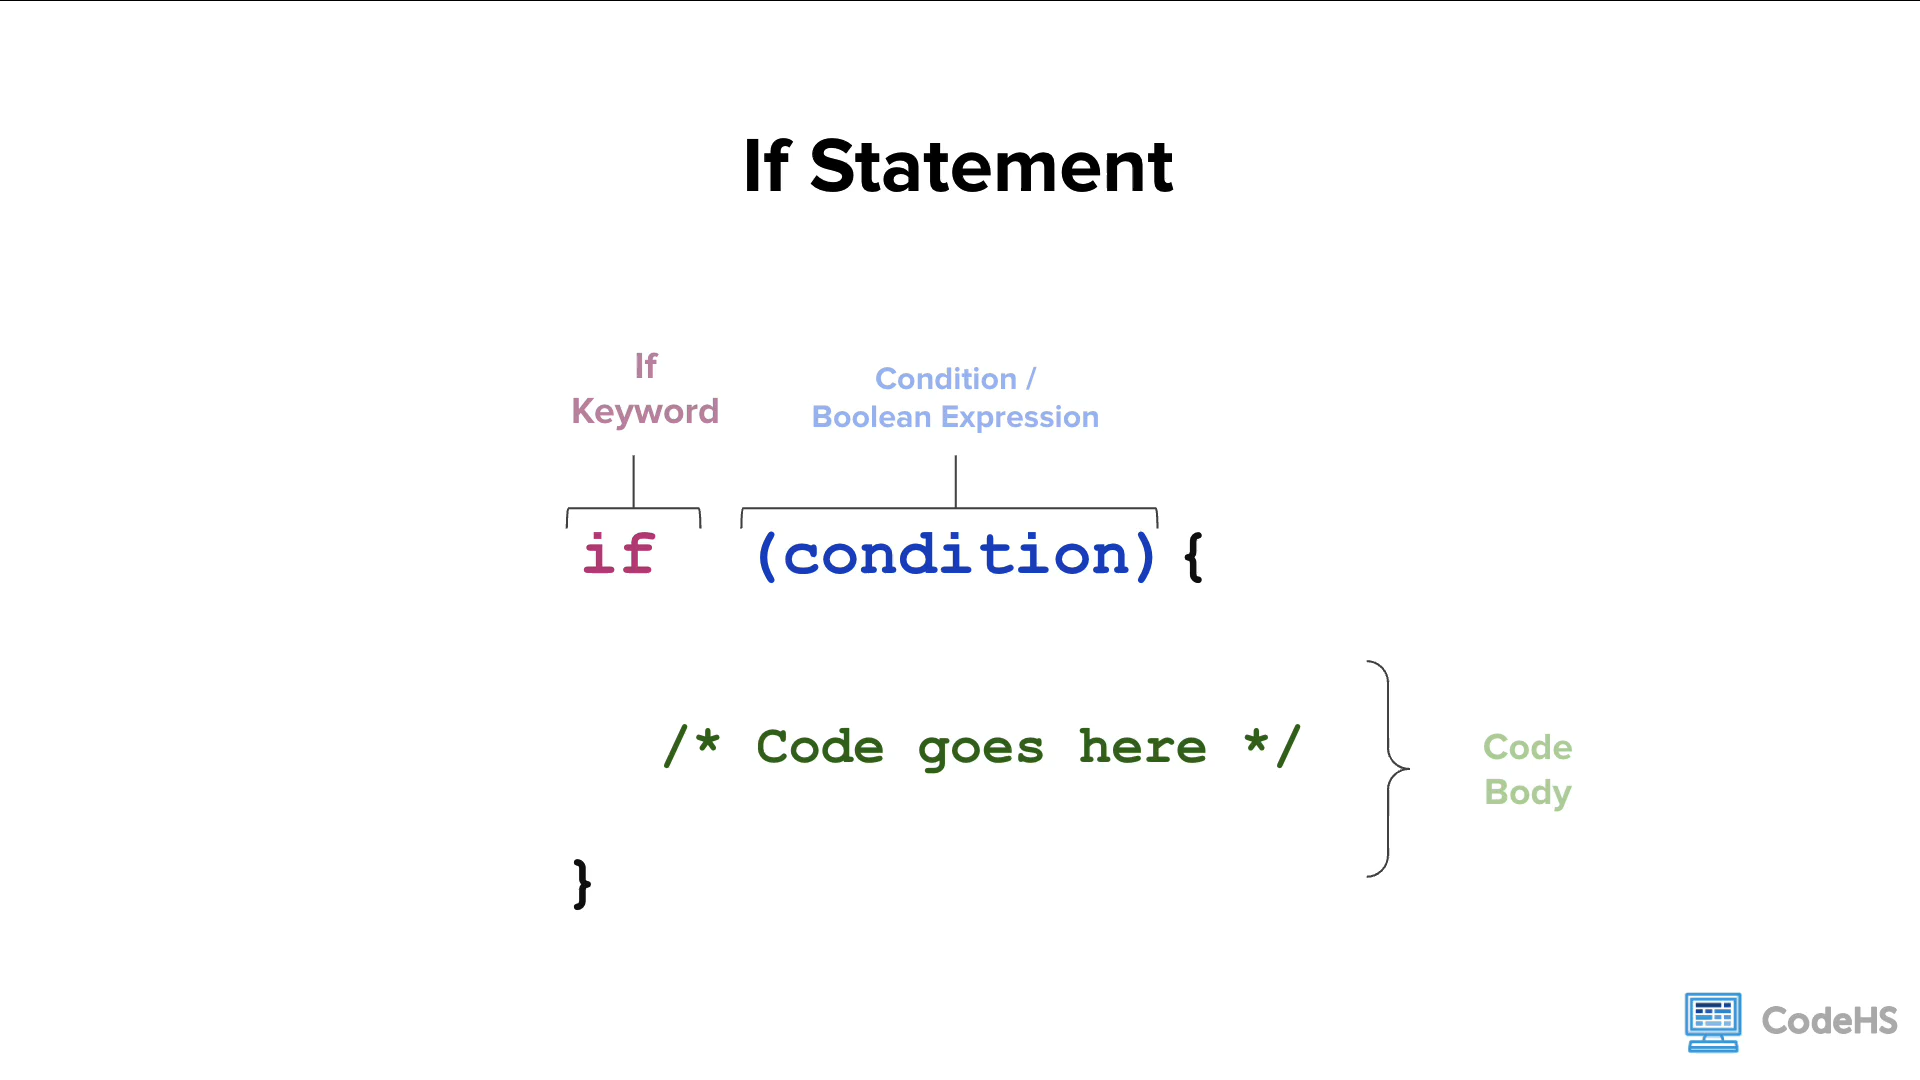 If Statement
If
Keyword
Condition /
Boolean Expression
if (condition) {
/* Code goes here */
Code
Body
}
CodeHS